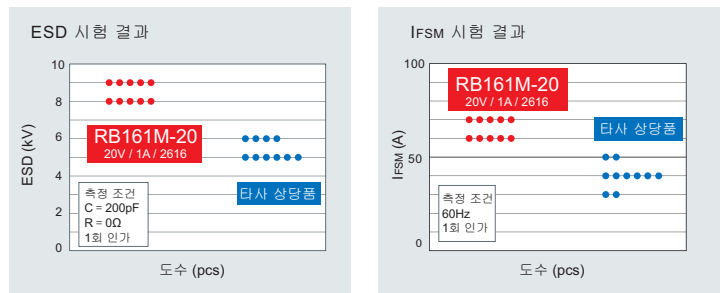 ESD 시험 결과
ESD (kV)
10
8
6
4
2
0
RB161M-20
20V / 1A / 2616
타사 상당품
측정 조건
C = 200pF
R = 0Ω
1회 인가
도수 (pcs)
IFSM 시험 결과
IFSM (A)
100
50
0
RB161M-20
20V / 1A / 2616
타사 상당품
측정 조건
60Hz
1회 인가
도수 (pcs)